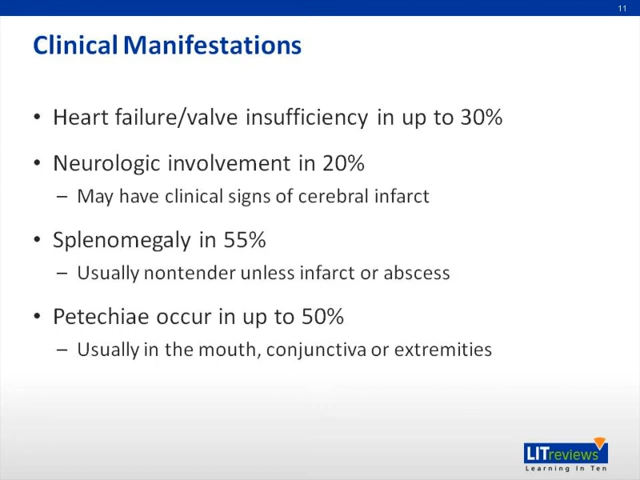 11
Clinical Manifestations
• Heart failure/valve insufficiency in up to 30%
• Neurologic involvement in 20%
– May have clinical signs of cerebral infarct
• Splenomegaly in 55%
– Usually nontender unless infarct or abscess
• Petechiae occur in up to 50%
– Usually in the mouth, conjunctiva or extremities
LITreviews
Learning In Ten